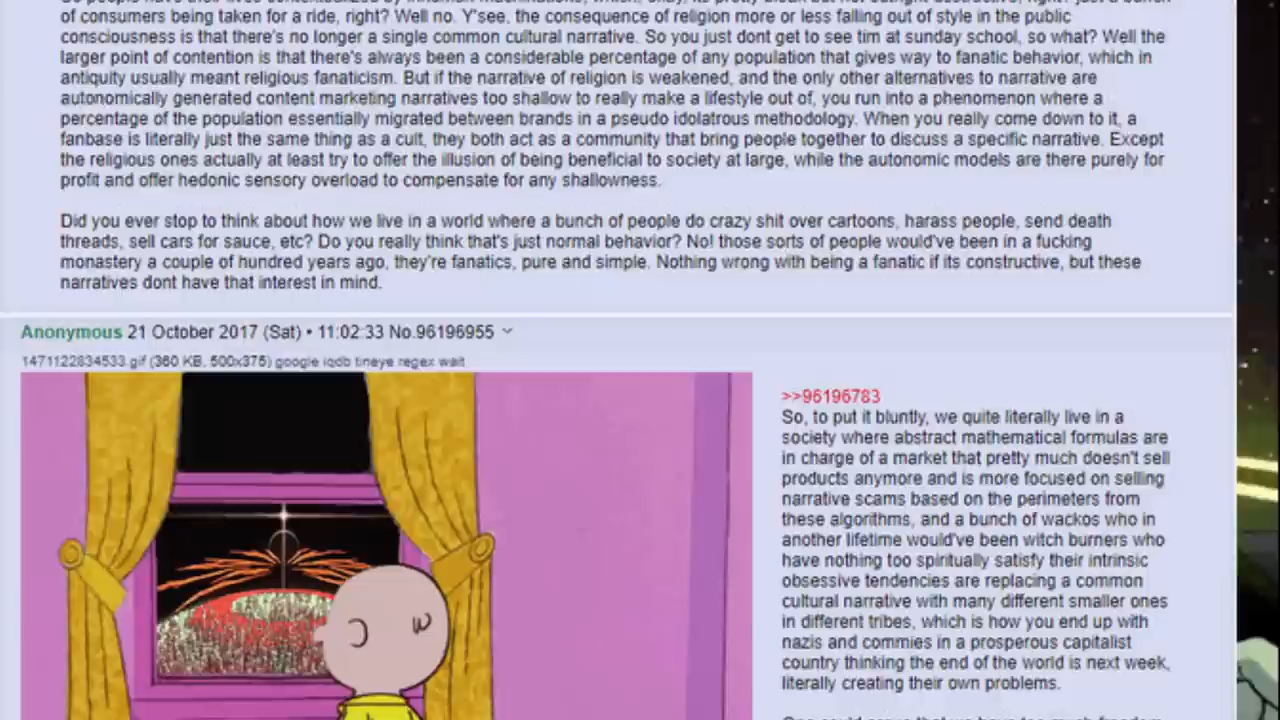 of consumers being taken for a ride, right? Well no. Y'see, the consequence of religion more or less falling out of style in the public
consciousness is that there's no longer a single common cultural narrative. So you just dont get to see tim at sunday school, so what? Well the
larger point of contention is that there's always been a considerable percentage of any population that gives way to fanatic behavior, which in
antiquity usually meant religious fanaticism. But if the narrative of religion is weakened, and the only other alternatives to narrative are
autonomically generated content marketing narratives too shallow to really make a lifestyle out of, you run into a phenomenon where a
percentage of the population essentially migrated between brands in a pseudo idolatrous methodology. When you really come down to it, a
fanbase is literally just the same thing as a cult, they both act as a community that bring people together to discuss a specific narrative. Except
the religious ones actually at least try to offer the illusion of being beneficial to society at large, while the autonomic models are there purely for
profit and offer hedonic sensory overload to compensate for any shallowness.
Did you ever stop to think about how we live in a world where a bunch of people do crazy shit over cartoons, harass people, send death
threads, sell cars for sauce, etc? Do you really think that's just normal behavior? No! those sorts of people would've been in a fucking
monastery a couple of hundred years ago, they're fanatics, pure and simple. Nothing wrong with being a fanatic if its constructive, but these
narratives dont have that interest in mind.
Anonymous 21 October 2017 (Sat) • 11:02:33 No.96196955
1471122834533.gif (360 KB, 500x375) google iqdb tineye regex wait
>>96196783
So, to put it bluntly, we quite literally live in a
society where abstract mathematical formulas are
in charge of a market that pretty much doesn't sell
products anymore and is more focused on selling
narrative scams based on the perimeters from
these algorithms, and a bunch of wackos who in
another lifetime would've been witch burners who
have nothing too spiritually satisfy their intrinsic
obsessive tendencies are replacing a common
cultural narrative with many different smaller ones
in different tribes, which is how you end up with
nazis and commies in a prosperous capitalist
country thinking the end of the world is next week,
literally creating their own problems.